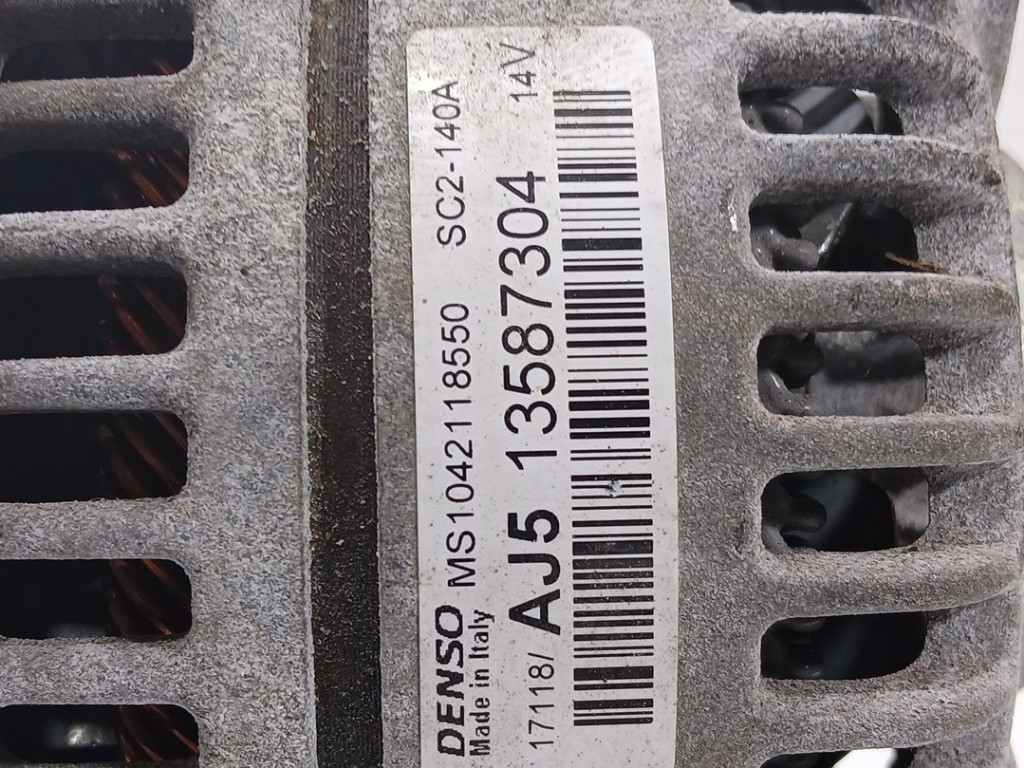 DENSO MS1042118550 SC2-140A
Made in Italy 14V
17118/ AJ5 13587304